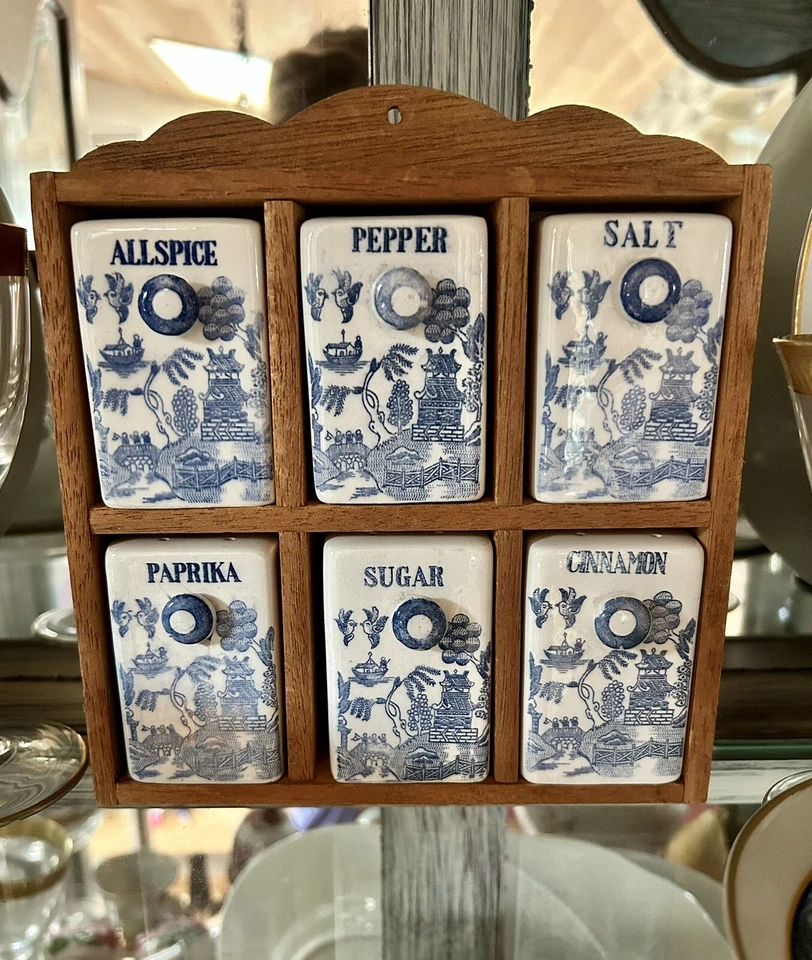 ALLSPICE
PEPPER
SALT
PAPRIKA
SUGAR
CINNAMON